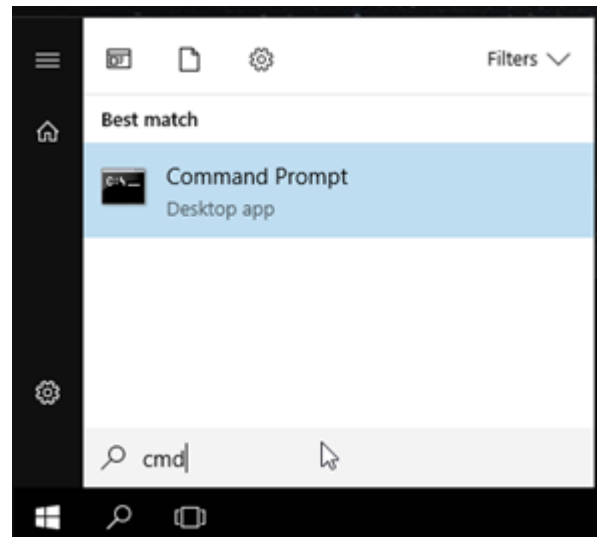 Filters
Best match
Command Prompt
Desktop app
cmd